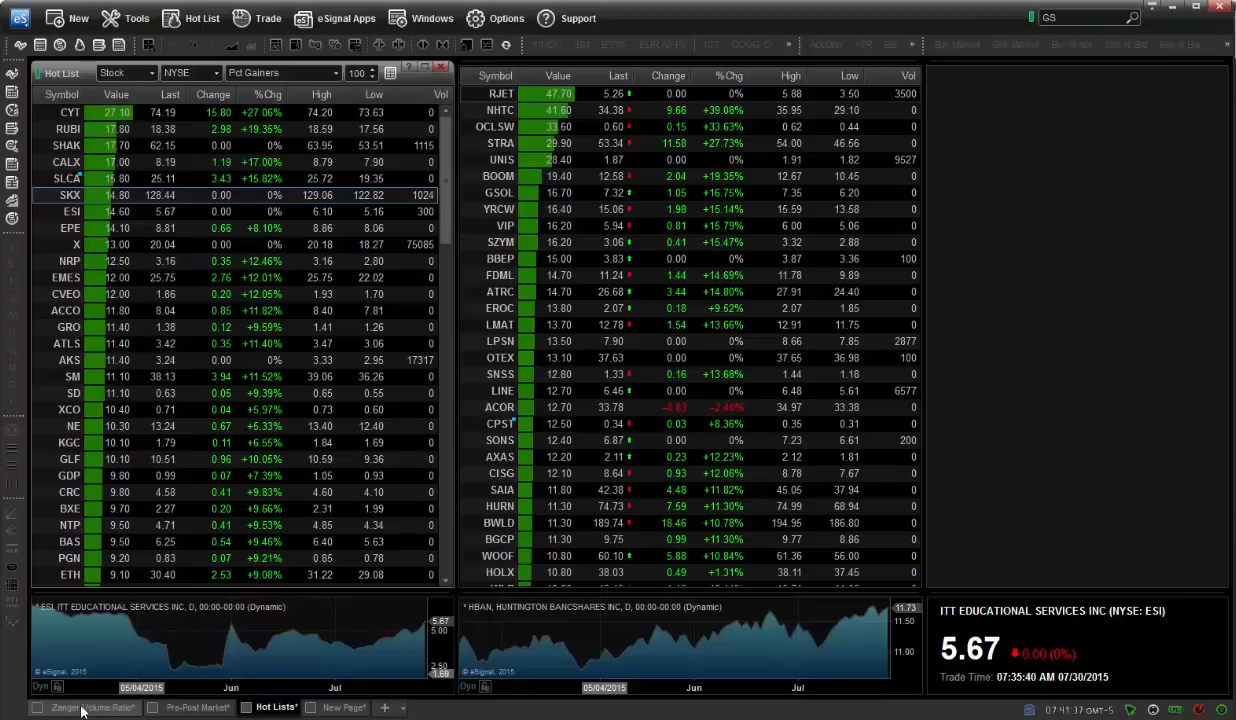 eS New Tools Hot List Trade eSignal Apps Windows Options Support GS
Hot List Stock NYSE Pct Gainers 100
Symbol Value Last Change %Chg High Low Vol
CYT 27.10 74.19 15.80 +27.06% 74.20 73.63 0
RUBI 17.80 18.38 2.98 +19.35% 18.59 17.56 0
SHAK 17.70 62.15 0.00 0% 63.95 53.51 1115
CALX 17.00 8.19 1.19 +17.00% 8.79 7.90 0
SLCA 15.80 25.11 3.43 +15.82% 25.72 19.35 0
SKX 14.80 128.44 0.00 0% 129.06 122.82 1024
ESI 14.60 5.67 0.00 0% 6.10 5.16 300
EPE 14.10 8.81 0.66 +8.10% 8.86 8.06 0
X 13.00 20.04 0.00 0% 20.18 18.27 75085
NRP 12.50 3.16 0.35 +12.46% 3.16 2.80 0
EMES 12.00 25.75 2.76 +12.01% 25.75 22.02 0
CVEO 12.00 1.86 0.20 +12.05% 1.93 1.70 0
ACCO 11.80 8.04 0.85 +11.82% 8.40 7.81 0
GRO 11.40 1.38 0.12 +9.59% 1.41 1.26 0
ATLS 11.40 3.42 0.35 +11.40% 3.42 3.11 0
AKS 11.40 3.24 0.00 0% 3.33 2.95 17317
SM 11.10 38.13 3.94 +11.52% 39.06 36.26 0
SD 11.10 0.63 0.05 +9.39% 0.65 0.55 0
XCO 10.40 0.71 0.04 +5.97% 0.73 0.60 0
NE 10.30 13.24 0.67 +5.33% 13.40 12.40 0
KGC 10.10 1.79 0.11 +6.55% 1.84 1.69 0
GLF 10.10 10.51 0.96 +10.05% 10.59 9.36 0
GDP 9.80 0.99 0.07 +7.39% 1.05 0.93 0
CRC 9.80 4.58 0.41 +9.83% 4.60 4.10 0
BXE 9.70 2.27 0.20 +9.66% 2.31 1.99 0
NTP 9.50 4.71 0.41 +9.53% 4.85 4.34 0
BAS 9.50 6.25 0.54 +9.46% 6.40 5.63 0
PGN 9.20 0.83 0.07 +9.21% 0.85 0.78 0
ETH 9.10 30.40 2.53 +9.08% 31.22 29.08 0
Symbol Value Last Change %Chg High Low Vol
RJET 47.70 5.26 0.00 0% 5.88 3.50 3500
NHTC 41.60 34.38 9.66 +39.08% 35.95 29.10 0
OCLSW 33.60 0.60 0.15 +33.63% 0.62 0.44 0
STRA 29.90 53.34 11.58 +27.73% 54.00 46.66 0
UNIS 28.40 1.87 0.00 0% 1.91 1.82 9527
BOOM 19.40 12.58 2.04 +19.35% 12.67 10.45 0
GSOL 16.70 7.32 1.05 +16.75% 7.35 6.20 0
YRCW 16.40 15.06 1.98 +15.14% 15.59 13.58 0
VIP 16.20 5.94 0.81 +15.79% 6.00 5.06 0
SZYM 16.20 3.06 0.41 +15.47% 3.32 2.88 0
BBEP 15.00 3.83 0.00 0% 3.87 3.36 100
FDML 14.70 11.24 1.44 +14.69% 11.78 9.89 0
ATRC 14.70 26.68 3.44 +14.80% 27.91 24.40 0
EROC 13.80 2.07 0.18 +9.52% 2.07 1.85 0
LMAT 13.70 12.78 1.54 +13.66% 12.91 11.75 0
LPSN 13.50 7.90 0.00 0% 8.66 7.85 2877
OTEX 13.10 37.63 0.00 0% 37.65 36.98 100
SNSS 12.80 1.33 0.16 +13.68% 1.44 1.18 0
LINE 12.70 6.46 0.00 0% 6.48 5.61 6577
ACOR 12.70 33.78 -0.83 -2.40% 34.97 33.38 0
CPST 12.50 0.34 0.03 +8.36% 0.35 0.31 0
SONS 12.40 6.87 0.00 0% 7.23 6.61 200
AXAS 12.20 2.11 0.23 +12.23% 2.12 1.81 0
CISG 12.10 8.64 0.93 +12.06% 8.78 7.67 0
SAIA 11.80 42.38 4.48 +11.82% 45.05 37.94 0
HURN 11.30 74.73 7.59 +11.30% 74.99 68.94 0
BWLD 11.30 189.74 18.46 +10.78% 194.95 186.80 0
BGCP 11.30 9.75 0.99 +11.30% 9.77 8.86 0
WOOF 10.80 60.10 5.88 +10.84% 61.36 56.00 0
HOLX 10.80 38.03 0.49 +1.31% 38.11 37.45 0
* ESI, ITT EDUCATIONAL SERVICES INC, D, 00:00-00:00 (Dynamic)
5.67
5.00
2.50
1.69
© eSignal, 2015
Dyn 05/04/2015 Jun Jul
* HBAN, HUNTINGTON BANCSHARES INC, D, 00:00-00:00 (Dynamic)
11.73
11.50
11.00
© eSignal, 2015
Dyn 05/04/2015 Jun Jul
ITT EDUCATIONAL SERVICES INC (NYSE: ESI)
5.67 0.00 (0%)
Trade Time: 07:35:40 AM 07/30/2015
Zanger Volume Ratio* Pre-Post Market* Hot Lists* New Page* 07:41:37 GMT-5